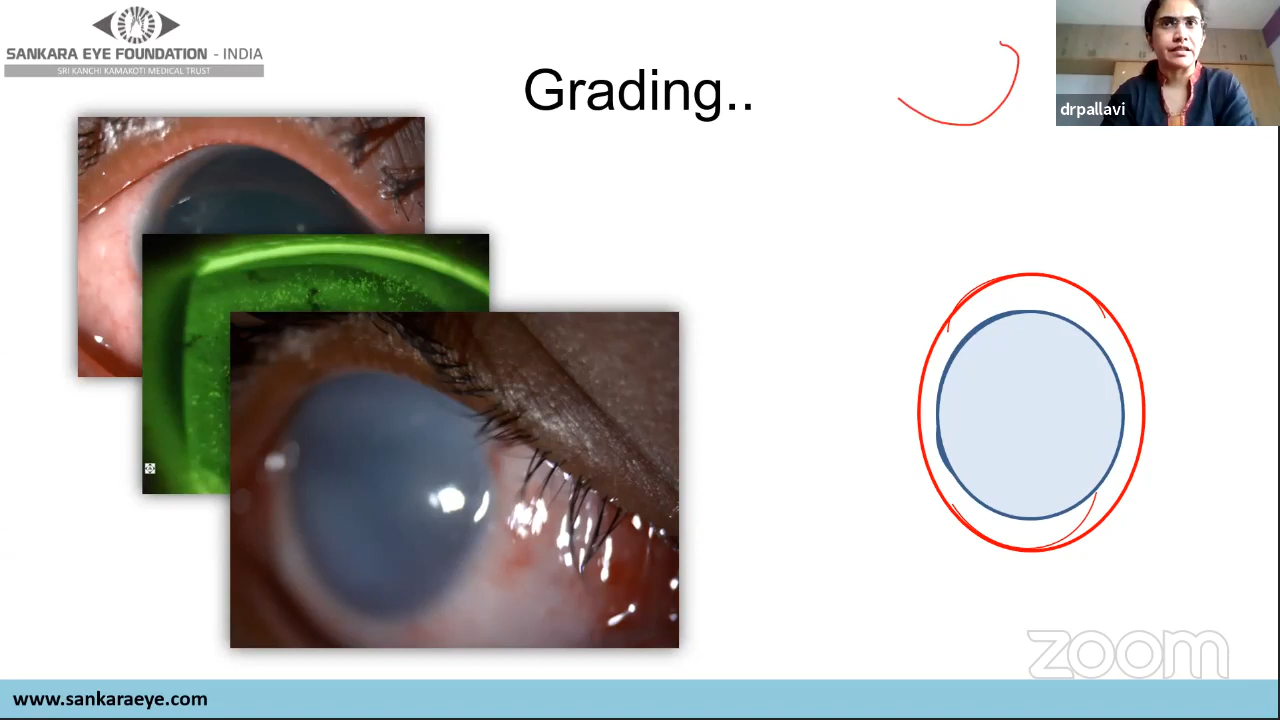 SANKARA EYE FOUNDATION - INDIA
SRI KANCHI KAMAKOTI MEDICAL TRUST
Grading..
drpallavi
zoom
www.sankaraeye.com